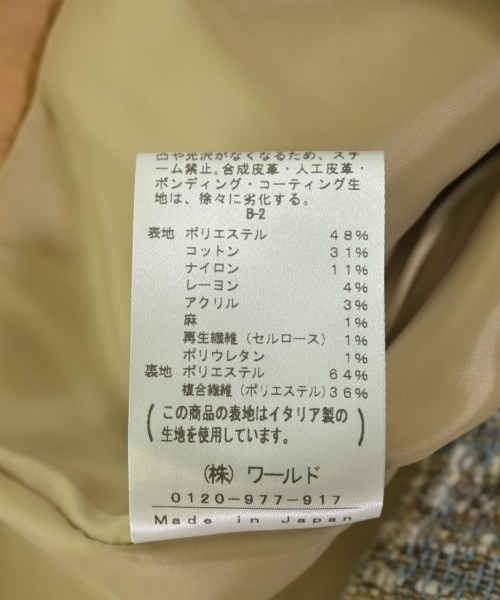 凸や光沢がなくなるため、スチ
ーム禁止。合成皮革・人工皮革・
ボンディング・コーティング生
地は、徐々に劣化する。
B-2
表地 ポリエステル 48%
コットン 31%
ナイロン 11%
レーヨン 4%
アクリル 3%
麻 1%
再生繊維(セルロース) 1%
ポリウレタン 1%
裏地 ポリエステル 64%
複合繊維(ポリエステル) 36%
(この商品の表地はイタリア製の
生地を使用しています。)
(株) ワールド
0120-977-917
Made in Japan